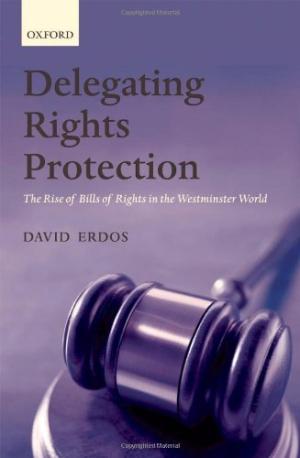 OXFORD
Delegating
Rights
Protection
The Rise of Bills of Rights in the Westminster World
DAVID ERDOS